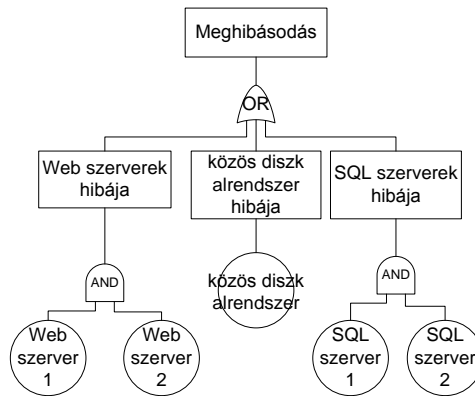 Meghibásodás
OR
Web szerverek
hibája
közös diszk
alrendszer
hibája
SQL szerverek
hibája
AND
közös diszk
alrendszer
AND
Web
szerver
1
Web
szerver
2
SQL
szerver
1
SQL
szerver
2